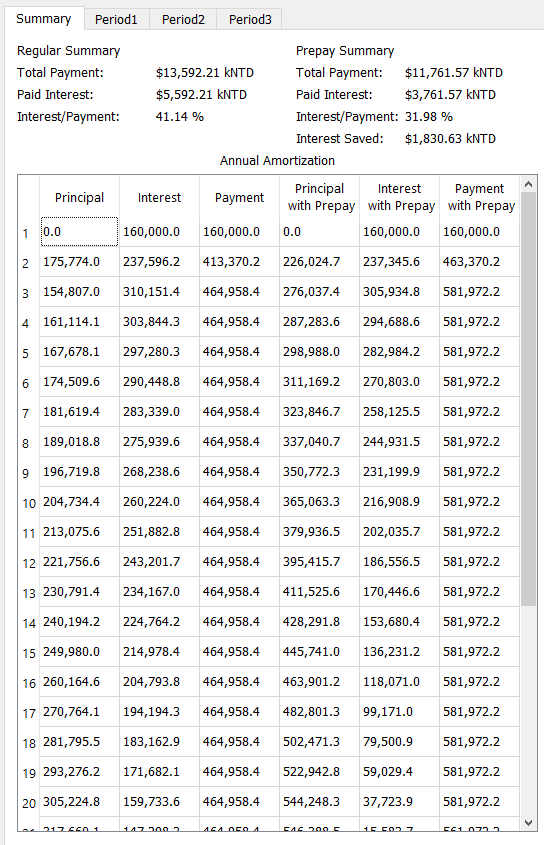 Summary Period1 Period2 Period3
Regular Summary Prepay Summary
Total Payment: $13,592.21 kNTD Total Payment: $11,761.57 kNTD
Paid Interest: $5,592.21 kNTD Paid Interest: $3,761.57 kNTD
Interest/Payment: 41.14 % Interest/Payment: 31.98 %
Interest Saved: $1,830.63 kNTD
Annual Amortization
Principal Interest Payment Principal with Prepay Interest with Prepay Payment with Prepay
1 0.0 160,000.0 160,000.0 0.0 160,000.0 160,000.0
2 175,774.0 237,596.2 413,370.2 226,024.7 237,345.6 463,370.2
3 154,807.0 310,151.4 464,958.4 276,037.4 305,934.8 581,972.2
4 161,114.1 303,844.3 464,958.4 287,283.6 294,688.6 581,972.2
5 167,678.1 297,280.3 464,958.4 298,988.0 282,984.2 581,972.2
6 174,509.6 290,448.8 464,958.4 311,169.2 270,803.0 581,972.2
7 181,619.4 283,339.0 464,958.4 323,846.7 258,125.5 581,972.2
8 189,018.8 275,939.6 464,958.4 337,040.7 244,931.5 581,972.2
9 196,719.8 268,238.6 464,958.4 350,772.3 231,199.9 581,972.2
10 204,734.4 260,224.0 464,958.4 365,063.3 216,908.9 581,972.2
11 213,075.6 251,882.8 464,958.4 379,936.5 202,035.7 581,972.2
12 221,756.6 243,201.7 464,958.4 395,415.7 186,556.5 581,972.2
13 230,791.4 234,167.0 464,958.4 411,525.6 170,446.6 581,972.2
14 240,194.2 224,764.2 464,958.4 428,291.8 153,680.4 581,972.2
15 249,980.0 214,978.4 464,958.4 445,741.0 136,231.2 581,972.2
16 260,164.6 204,793.8 464,958.4 463,901.2 118,071.0 581,972.2
17 270,764.1 194,194.3 464,958.4 482,801.3 99,171.0 581,972.2
18 281,795.5 183,162.9 464,958.4 502,471.3 79,500.9 581,972.2
19 293,276.2 171,682.1 464,958.4 522,942.8 59,029.4 581,972.2
20 305,224.8 159,733.6 464,958.4 544,248.3 37,723.9 581,972.2